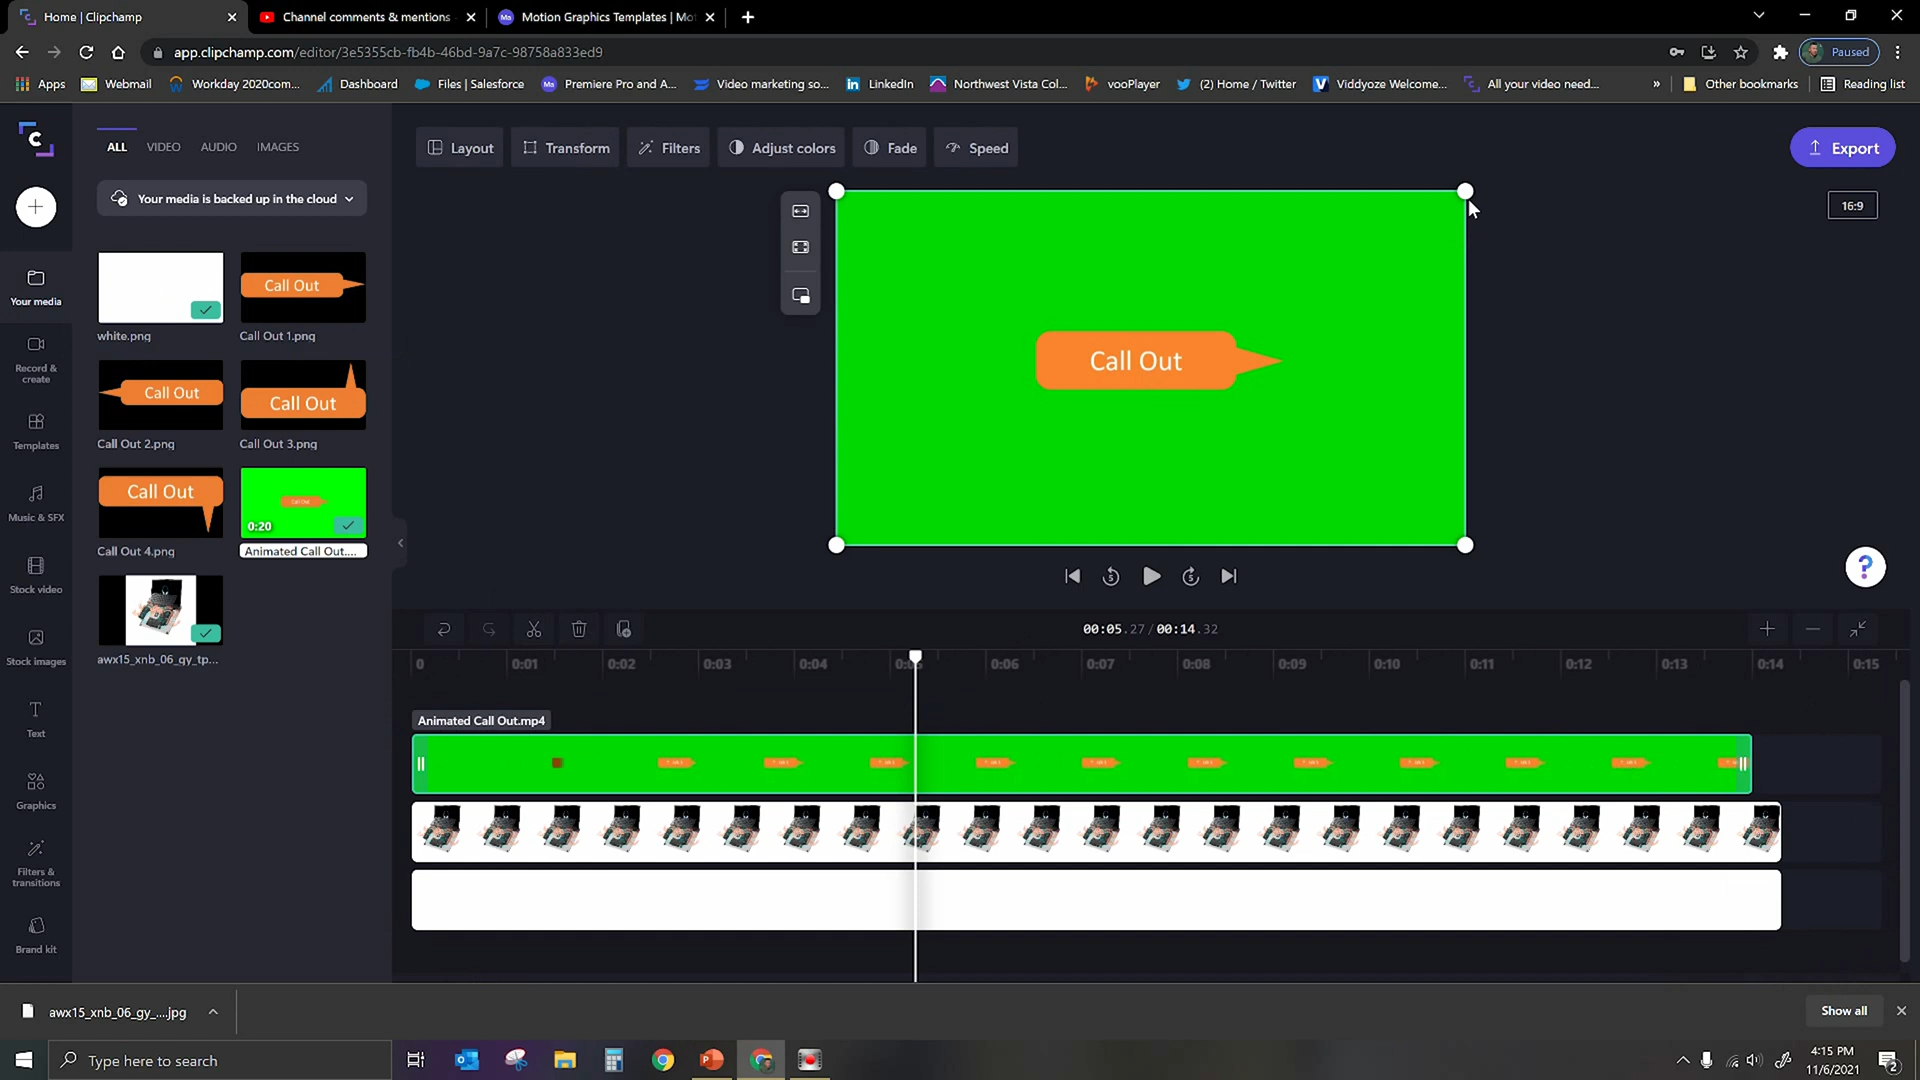 Home | Clipchamp
Channel comments & mentions
Motion Graphics Templates | Mo
app.clipchamp.com/editor/3e5355cb-fb4b-46bd-9a7c-98758a833ed9
Paused
Apps
Webmail
Workday 2020com...
Dashboard
Files | Salesforce
Premiere Pro and A...
Video marketing so...
LinkedIn
Northwest Vista Col...
vooPlayer
(2) Home / Twitter
Viddyoze Welcome...
All your video need...
»
Other bookmarks
Reading list
ALL
VIDEO
AUDIO
IMAGES
Layout
Transform
Filters
Adjust colors
Fade
Speed
Export
Your media is backed up in the cloud
16:9
Your media
Record &
create
Templates
Music & SFX
Stock video
Stock images
Text
Graphics
Filters &
transitions
Brand kit
Call Out
white.png
Call Out 1.png
Call Out
Call Out
Call Out 2.png
Call Out 3.png
Call Out
0:20
Call Out 4.png
Animated Call Out....
awx15_xnb_06_gy_tp...
Call Out
5
5
?
00:05.27 / 00:14.32
0
0:01
0:02
0:03
0:04
0:06
0:07
0:08
0:09
0:10
0:11
0:12
0:13
0:14
0:15
Animated Call Out.mp4
awx15_xnb_06_gy_....jpg
Show all
Type here to search
4:15 PM
11/6/2021
2